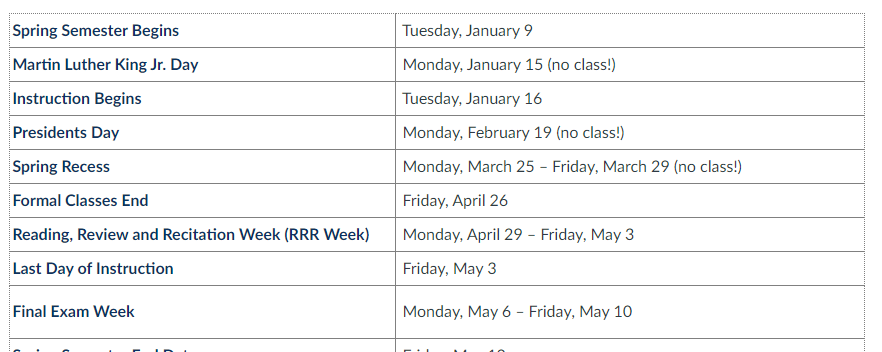 Spring Semester Begins Tuesday, January 9
Martin Luther King Jr. Day Monday, January 15 (no class!)
Instruction Begins Tuesday, January 16
Presidents Day Monday, February 19 (no class!)
Spring Recess Monday, March 25 – Friday, March 29 (no class!)
Formal Classes End Friday, April 26
Reading, Review and Recitation Week (RRR Week) Monday, April 29 – Friday, May 3
Last Day of Instruction Friday, May 3
Final Exam Week Monday, May 6 – Friday, May 10